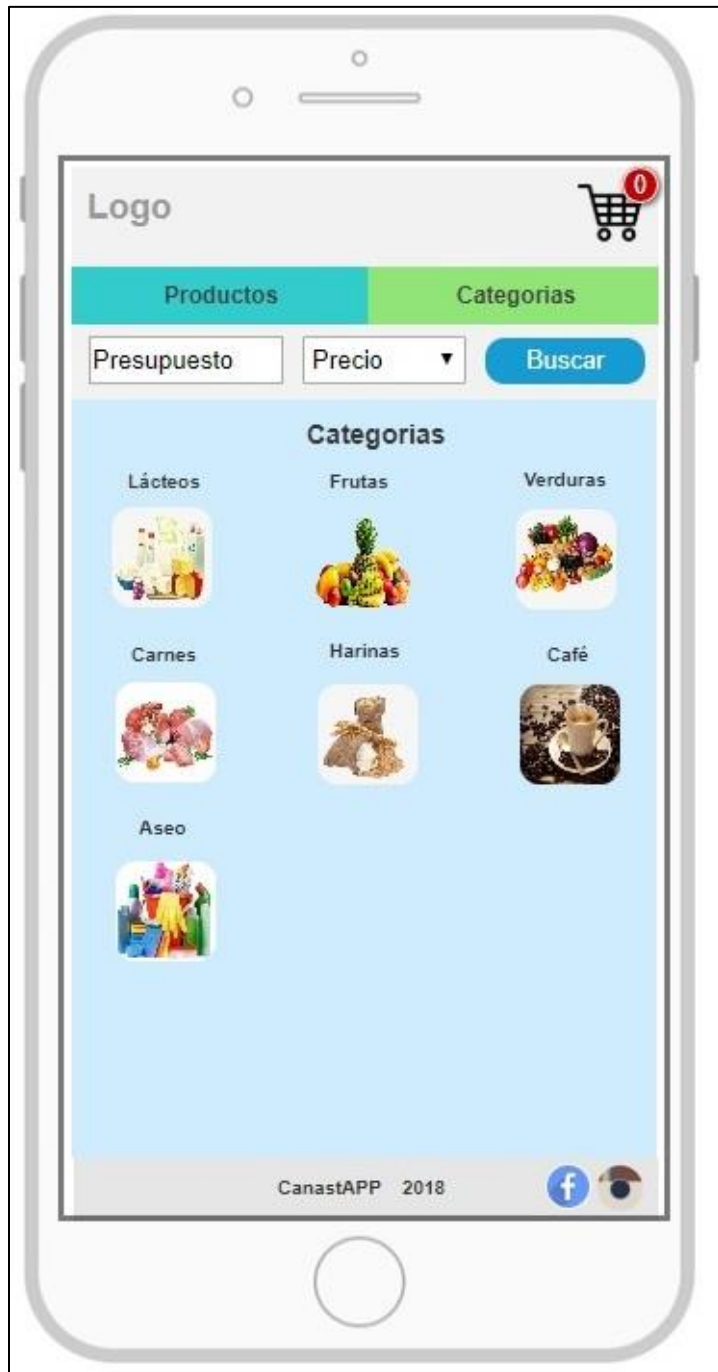 Logo
0
Productos Categorias
Presupuesto Precio Buscar
Categorias
Lácteos Frutas Verduras
Carnes Harinas Café
Aseo
CanastAPP 2018